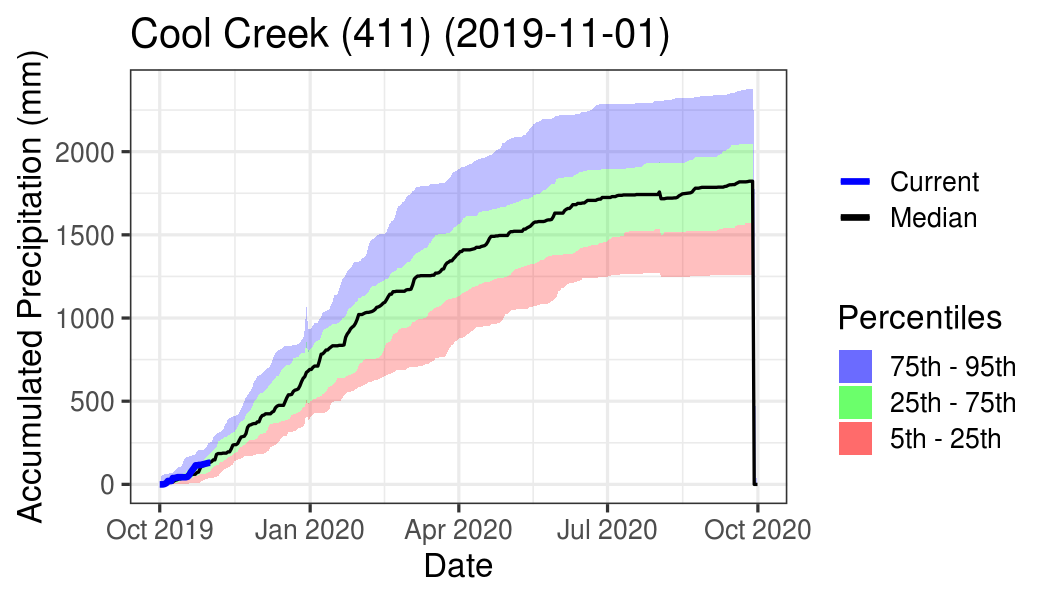 Cool Creek (411) (2019-11-01)
Accumulated Precipitation (mm)
2000
1500
1000
500
0
Oct 2019 Jan 2020 Apr 2020 Jul 2020 Oct 2020
Date
Current
Median
Percentiles
75th - 95th
25th - 75th
5th - 25th